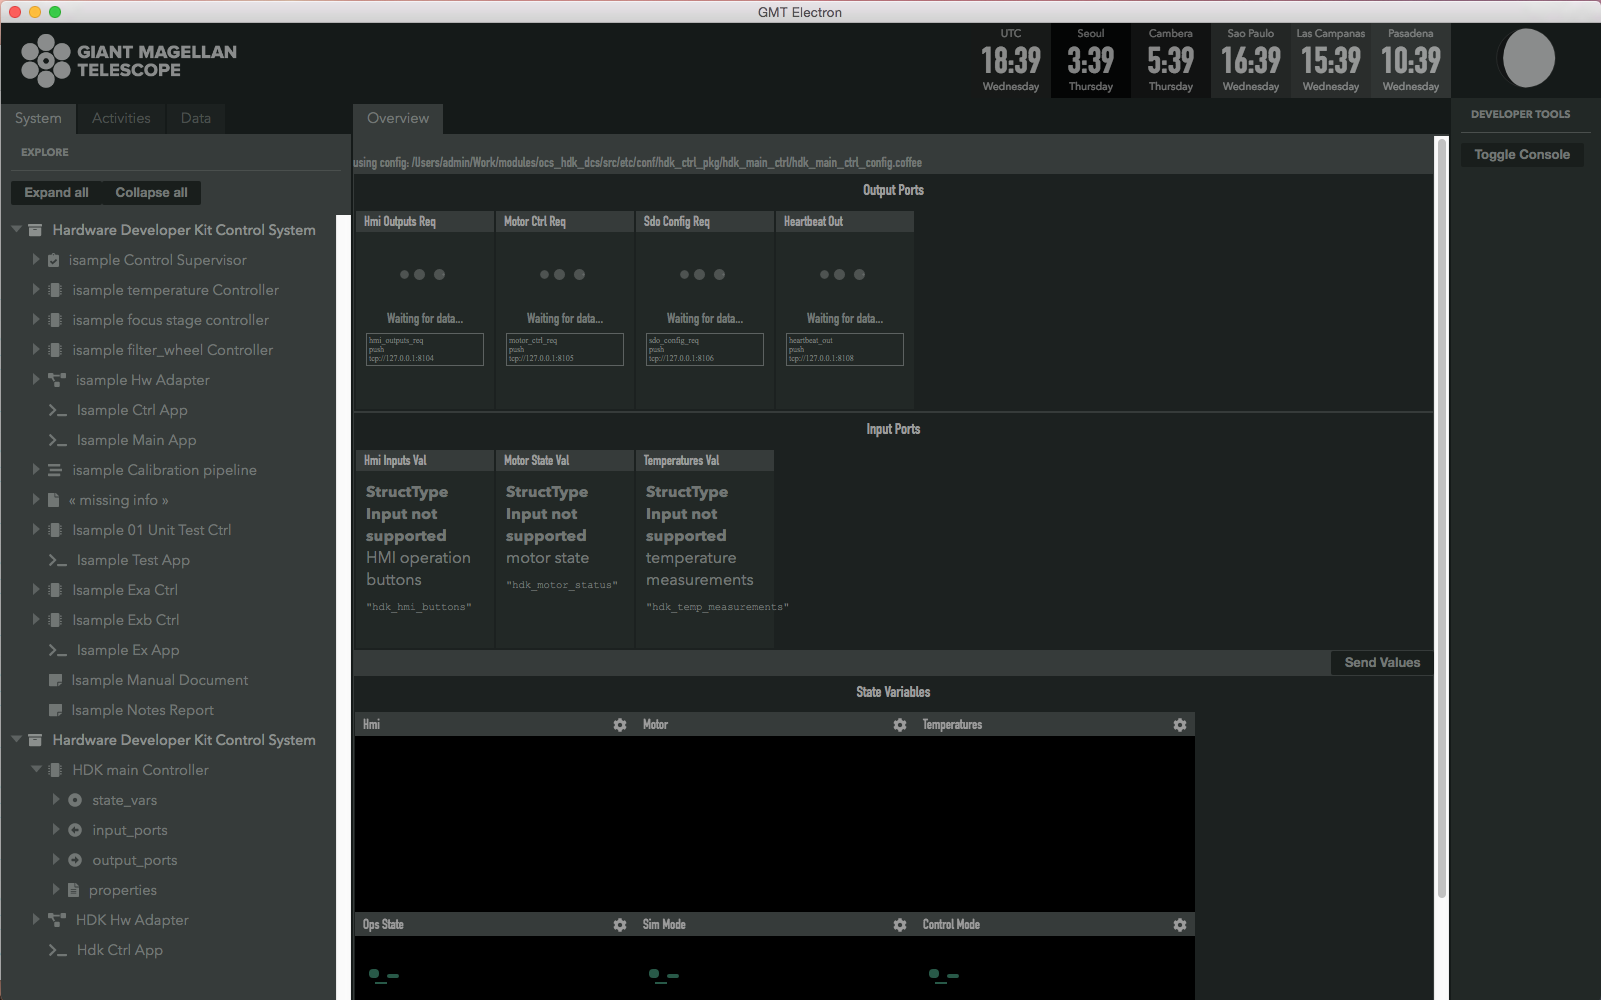 GMT Electron
GIANT MAGELLAN
TELESCOPE
UTC
18:39
Wednesday
Seoul
3:39
Thursday
Cambera
5:39
Thursday
Sao Paulo
16:39
Wednesday
Las Campanas
15:39
Wednesday
Pasadena
10:39
Wednesday
System
Activities
Data
EXPLORE
Expand all
Collapse all
Hardware Developer Kit Control System
isample Control Supervisor
isample temperature Controller
isample focus stage controller
isample filter_wheel Controller
isample Hw Adapter
Isample Ctrl App
Isample Main App
isample Calibration pipeline
« missing info »
Isample 01 Unit Test Ctrl
Isample Test App
Isample Exa Ctrl
Isample Exb Ctrl
Isample Ex App
Isample Manual Document
Isample Notes Report
Hardware Developer Kit Control System
HDK main Controller
state_vars
input_ports
output_ports
properties
HDK Hw Adapter
Hdk Ctrl App
Overview
using config: /Users/admin/Work/modules/ocs_hdk_dcs/src/etc/conf/hdk_ctrl_pkg/hdk_main_ctrl/hdk_main_ctrl_config.coffee
Output Ports
Hmi Outputs Req
Waiting for data...
hmi_outputs_req
push
tcp://127.0.0.1:8104
Motor Ctrl Req
Waiting for data...
motor_ctrl_req
push
tcp://127.0.0.1:8105
Sdo Config Req
Waiting for data...
sdo_config_req
push
tcp://127.0.0.1:8106
Heartbeat Out
Waiting for data...
heartbeat_out
push
tcp://127.0.0.1:8108
Input Ports
Hmi Inputs Val
StructType
Input not
supported
HMI operation
buttons
"hdk_hmi_buttons"
Motor State Val
StructType
Input not
supported
motor state
"hdk_motor_status"
Temperatures Val
StructType
Input not
supported
temperature
measurements
"hdk_temp_measurements"
Send Values
State Variables
Hmi
Motor
Temperatures
Ops State
Sim Mode
Control Mode
DEVELOPER TOOLS
Toggle Console